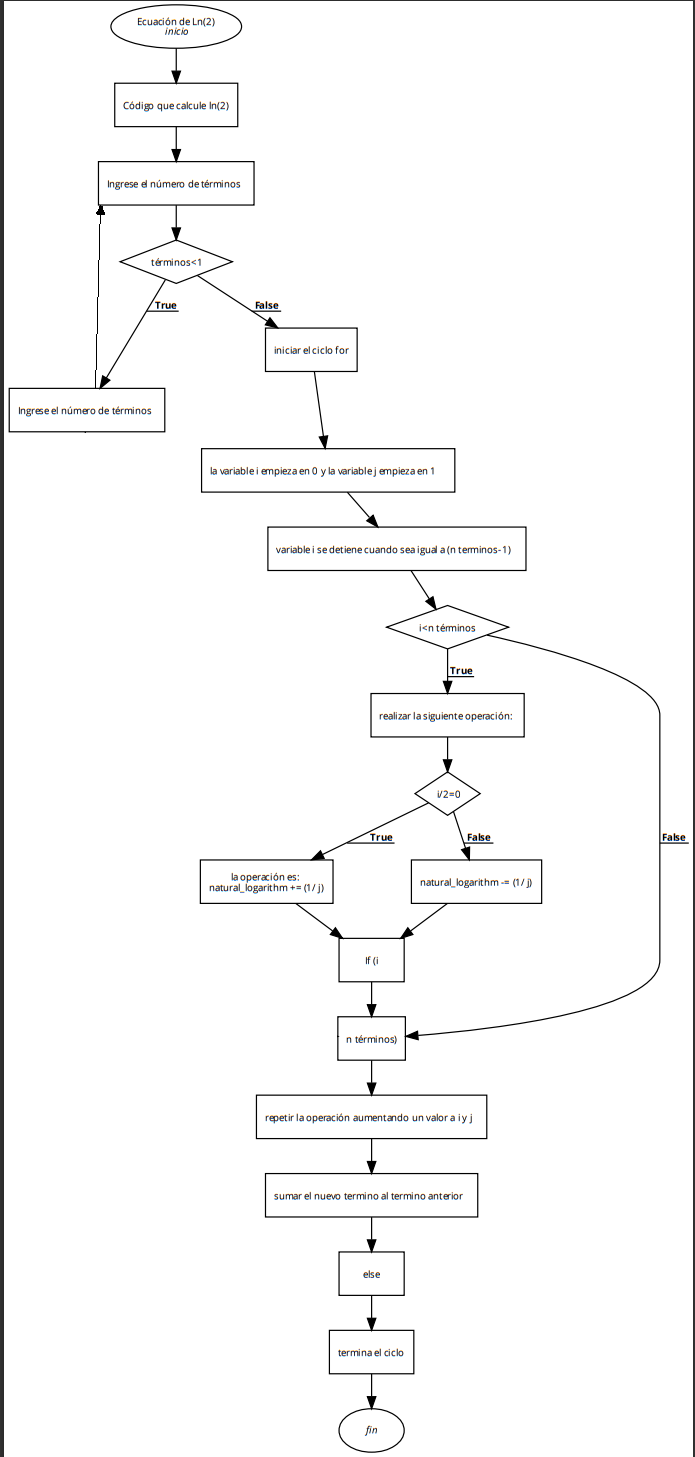 Ecuación de Ln(2)
inicio
Código que calcule ln(2)
Ingrese el número de términos
términos<1
True
False
iniciar el ciclo for
Ingrese el número de términos
la variable i empieza en 0 y la variable j empieza en 1
variable i se detiene cuando sea igual a (n terminos-1)
i<n términos
True
realizar la siguiente operación:
i/2=0
True
False
False
la operación es:
natural_logarithm += (1/ j)
natural_logarithm -= (1/ j)
If (i
n términos)
repetir la operación aumentando un valor a i y j
sumar el nuevo termino al termino anterior
else
termina el ciclo
fin